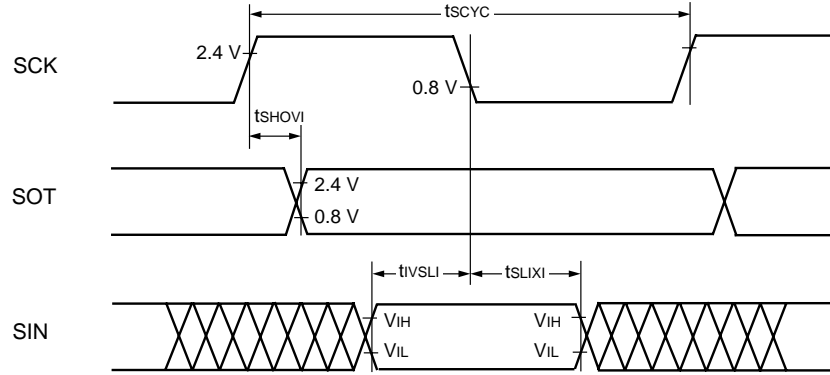 tSCYC
SCK
2.4 V
0.8 V
tSHOVI
SOT
2.4 V
0.8 V
tIVSLI
tSLIXI
SIN
VIH
VIH
VIL
VIL